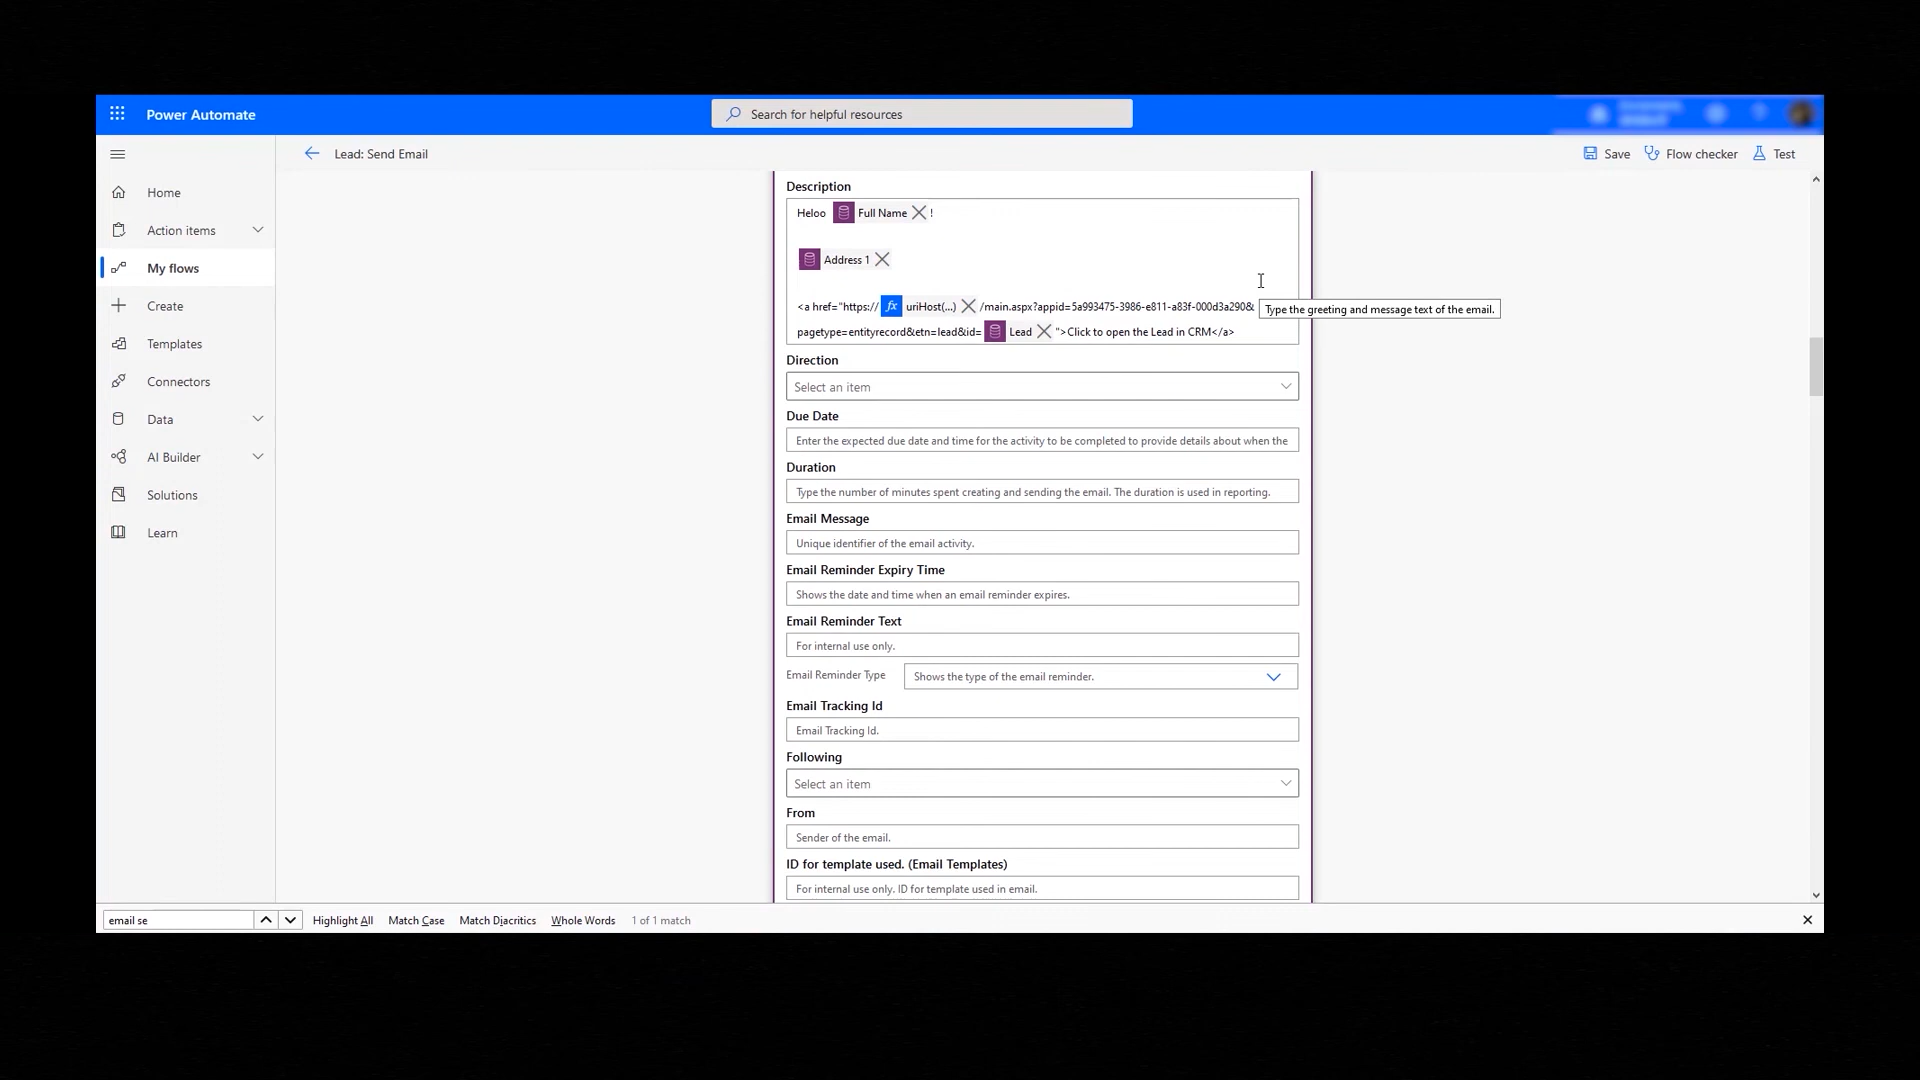 Power Automate
Search for helpful resources
Lead: Send Email
Save
Flow checker
Test
Home
Action items
My flows
Create
Templates
Connectors
Data
AI Builder
Solutions
Learn
Description
Heloo Full Name !
Address 1
<a href="https:// fx uriHost(...) /main.aspx?appid=5a993475-3986-e811-a83f-000d3a290&
Type the greeting and message text of the email.
pagetype=entityrecord&etn=lead&id= Lead ">Click to open the Lead in CRM</a>
Direction
Select an item
Due Date
Enter the expected due date and time for the activity to be completed to provide details about when the
Duration
Type the number of minutes spent creating and sending the email. The duration is used in reporting.
Email Message
Unique identifier of the email activity.
Email Reminder Expiry Time
Shows the date and time when an email reminder expires.
Email Reminder Text
For internal use only.
Email Reminder Type
Shows the type of the email reminder.
Email Tracking Id
Email Tracking Id.
Following
Select an item
From
Sender of the email.
ID for template used. (Email Templates)
For internal use only. ID for template used in email.
email se
Highlight All
Match Case
Match Diacritics
Whole Words
1 of 1 match